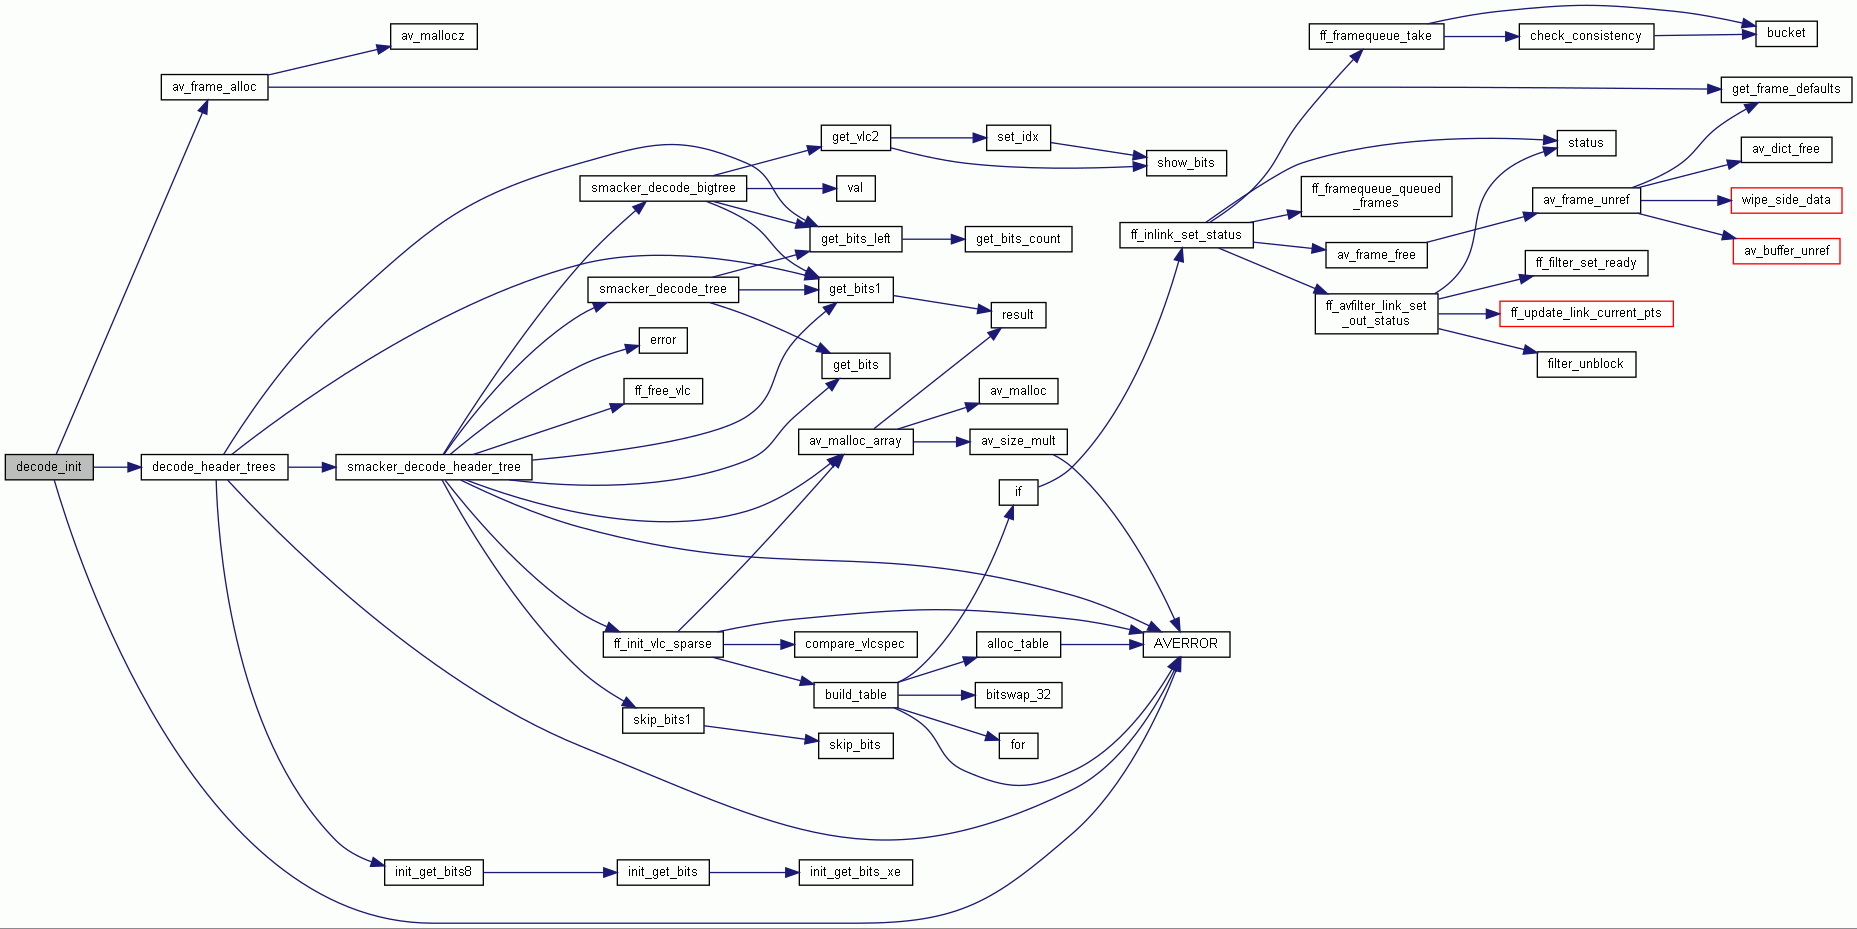 av_mallocz
av_frame_alloc
ff_framequeue_take
check_consistency
bucket
get_frame_defaults
get_vlc2
set_idx
show_bits
status
av_dict_free
smacker_decode_bigtree
val
ff_framequeue_queued
_frames
av_frame_unref
wipe_side_data
get_bits_left
get_bits_count
ff_inlink_set_status
av_frame_free
av_buffer_unref
ff_filter_set_ready
smacker_decode_tree
get_bits1
result
ff_avfilter_link_set
_out_status
ff_update_link_current_pts
error
get_bits
filter_unblock
ff_free_vlc
av_malloc
av_malloc_array
av_size_mult
decode_init
decode_header_trees
smacker_decode_header_tree
if
ff_init_vlc_sparse
compare_vlcspec
alloc_table
AVERROR
build_table
bitswap_32
skip_bits1
skip_bits
for
init_get_bits8
init_get_bits
init_get_bits_xe